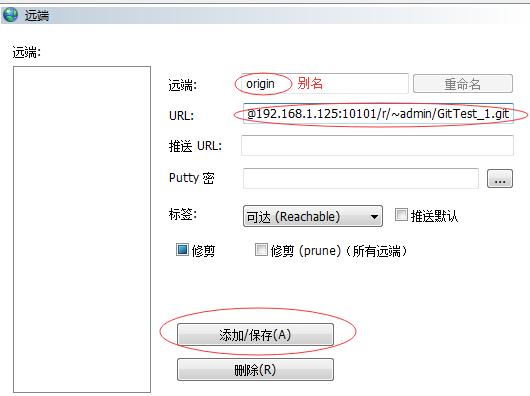 远端
远端:
远端: origin 别名 重命名
URL: @192.168.1.125:10101/r/~admin/GitTest_1.git
推送 URL:
Putty 密 ...
标签: 可达 (Reachable) 推送默认
修剪 修剪 (prune)（所有远端）
添加/保存(A)
删除(R)